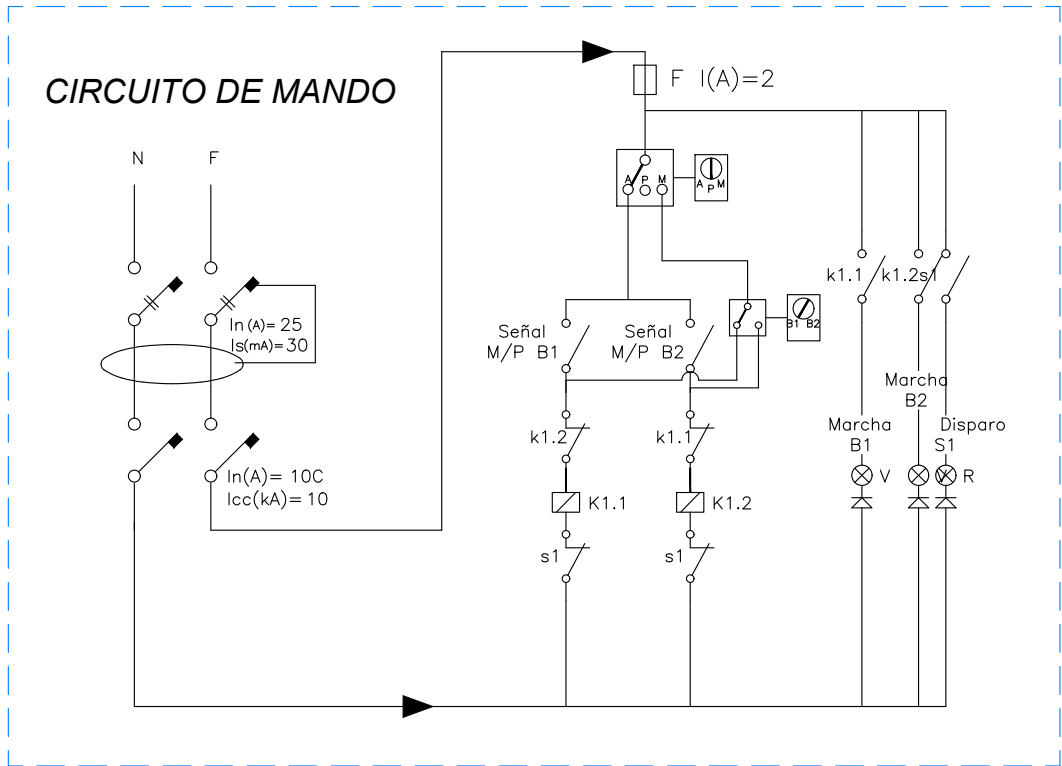 CIRCUITO DE MANDO
F I(A)=2
N F
A P M
A P M
In(A)= 25
Is(mA)= 30
k1.1
k1.2
s1
B1 B2
Señal
M/P B1
Señal
M/P B2
Marcha
B2
k1.2
k1.1
Marcha
B1
Disparo
S1
In(A)= 10C
Icc(kA)= 10
V
V
R
K1.1
K1.2
s1
s1